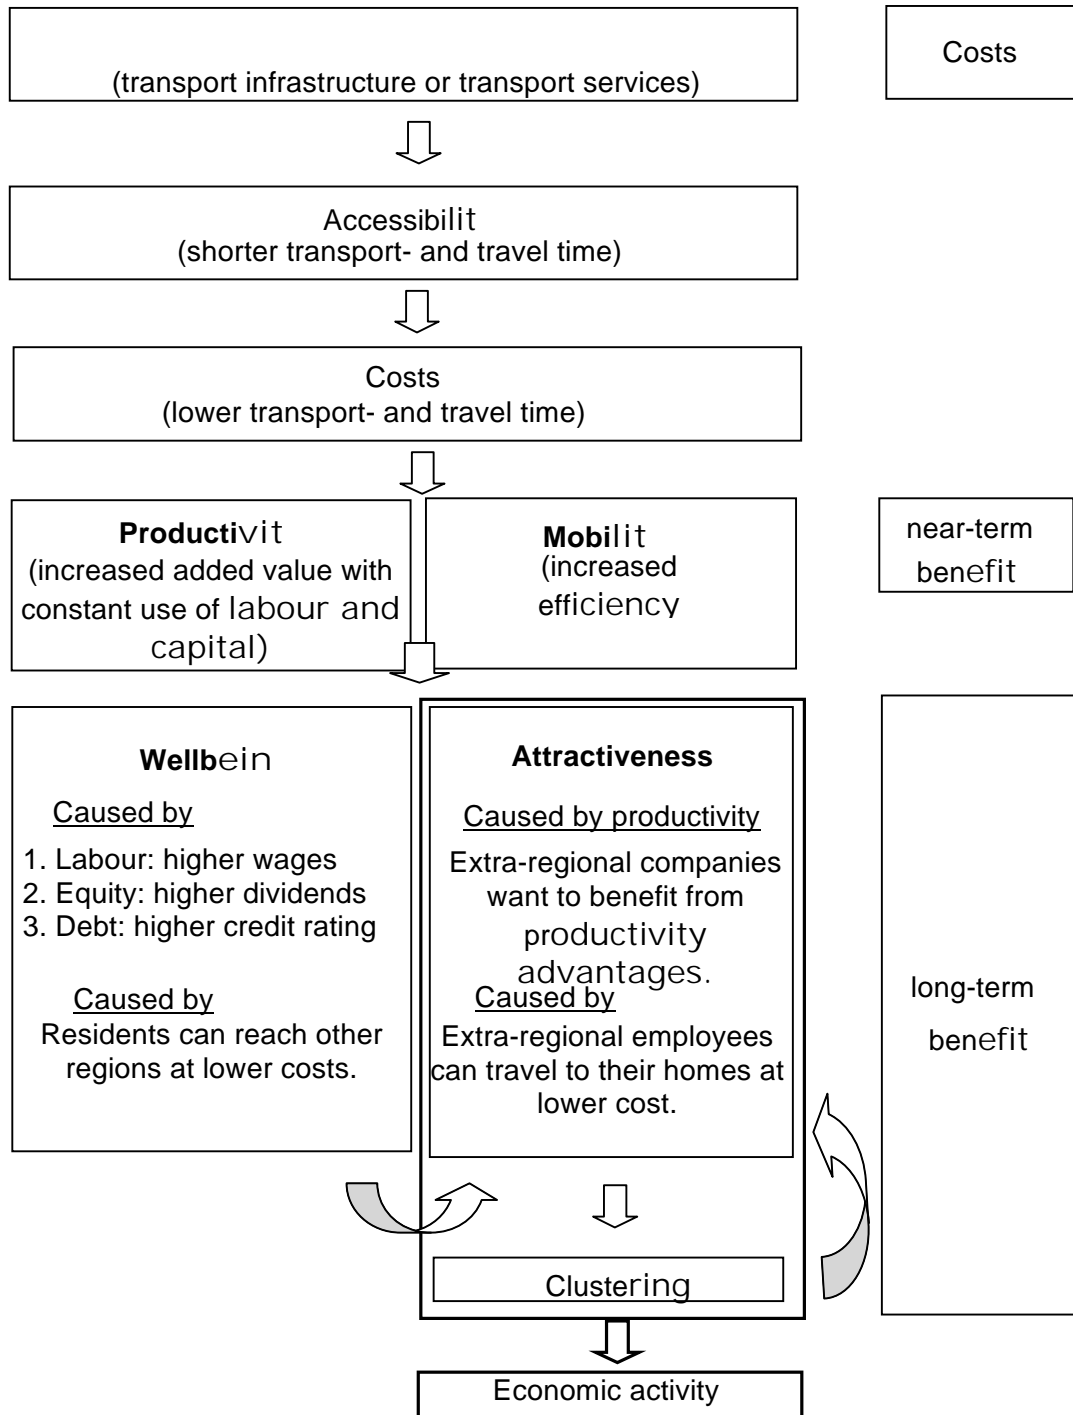 (transport infrastructure or transport services)
Costs
Accessibilit
(shorter transport- and travel time)
Costs
(lower transport- and travel time)
Productivit
(increased added value with
constant use of labour and
capital)
Mobilit
(increased
efficiency
near-term
benefit
Wellbein
Caused by
1. Labour: higher wages
2. Equity: higher dividends
3. Debt: higher credit rating
Caused by
Residents can reach other
regions at lower costs.
Attractiveness
Caused by productivity
Extra-regional companies
want to benefit from
productivity
advantages.
Caused by
Extra-regional employees
can travel to their homes at
lower cost.
long-term
benefit
Clustering
Economic activity